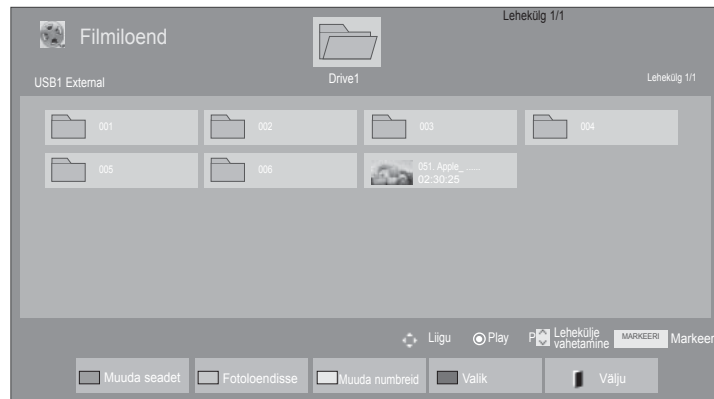 Lehekülg 1/1
Filmiloend
Drive1
USB1 External
Lehekülg 1/1
001
002
003
004
005
006
051. Apple_ ......
02:30:25
Liigu
Play
P
Lehekülje
vahetamine
MARKEERI
Markeer
Muuda seadet
Fotoloendisse
Muuda numbreid
Valik
Välju